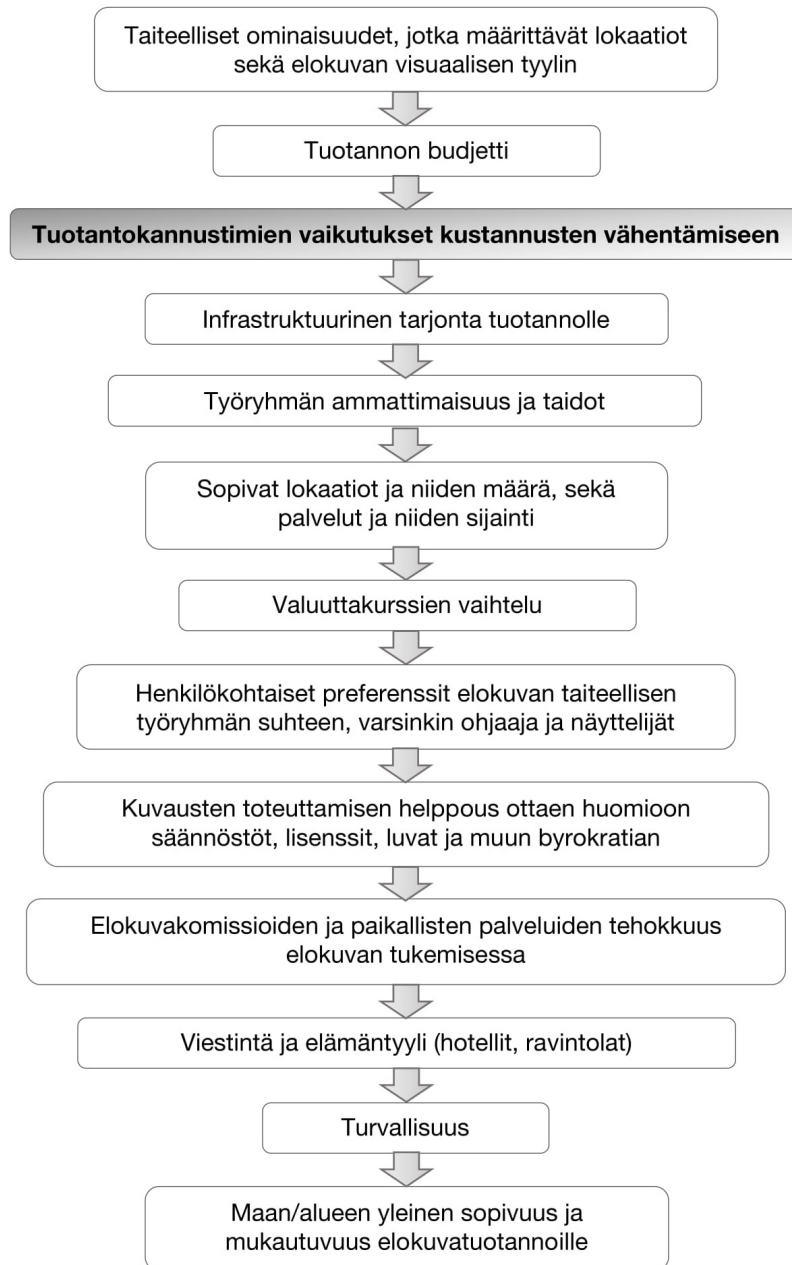 Taiteelliset ominaisuudet, jotka määrittävät lokaatiot
sekä elokuvan visuaalisen tyylin
Tuotannon budjetti
Tuotantokannustimien vaikutukset kustannusten vähentämiseen
Infrastruktuurinen tarjonta tuotannolle
Työryhmän ammattimaisuus ja taidot
Sopivat lokaatiot ja niiden määrä, sekä
palvelut ja niiden sijainti
Valuuttakurssien vaihtelu
Henkilökohtaiset preferenssit elokuvan taiteellisen
työryhmän suhteen, varsinkin ohjaaja ja näyttelijät
Kuvausten toteuttamisen helppous ottaen huomioon
säännöstöt, lisenssit, luvat ja muun byrokratian
Elokuvakomissioiden ja paikallisten palveluiden tehokkuus
elokuvan tukemisessa
Viestintä ja elämäntyyli (hotellit, ravintolat)
Turvallisuus
Maan/alueen yleinen sopivuus ja
mukautuvuus elokuvatuotannoille